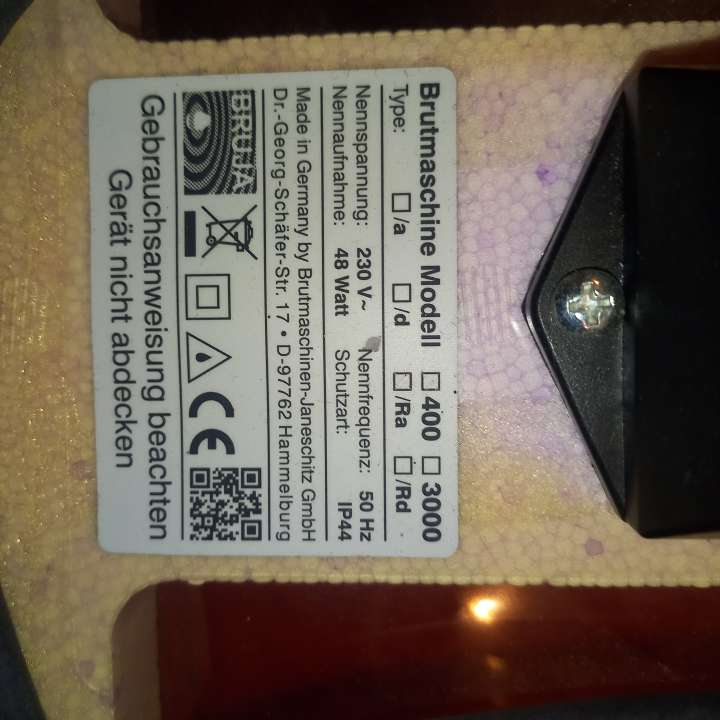 Brutmaschine Modell ☐ 400 ☐ 3000
Type: ☐/a ☐/d ☐/Ra ☐/Rd
Nennspannung: 230 V~ Nennfrequenz: 50 Hz
Nennaufnahme: 48 Watt Schutzart: IP44
Made in Germany by Brutmaschinen-Janeschitz GmbH
Dr.-Georg-Schäfer-Str. 17 • D-97762 Hammelburg
BRUJA
CE
Gebrauchsanweisung beachten
Gerät nicht abdecken